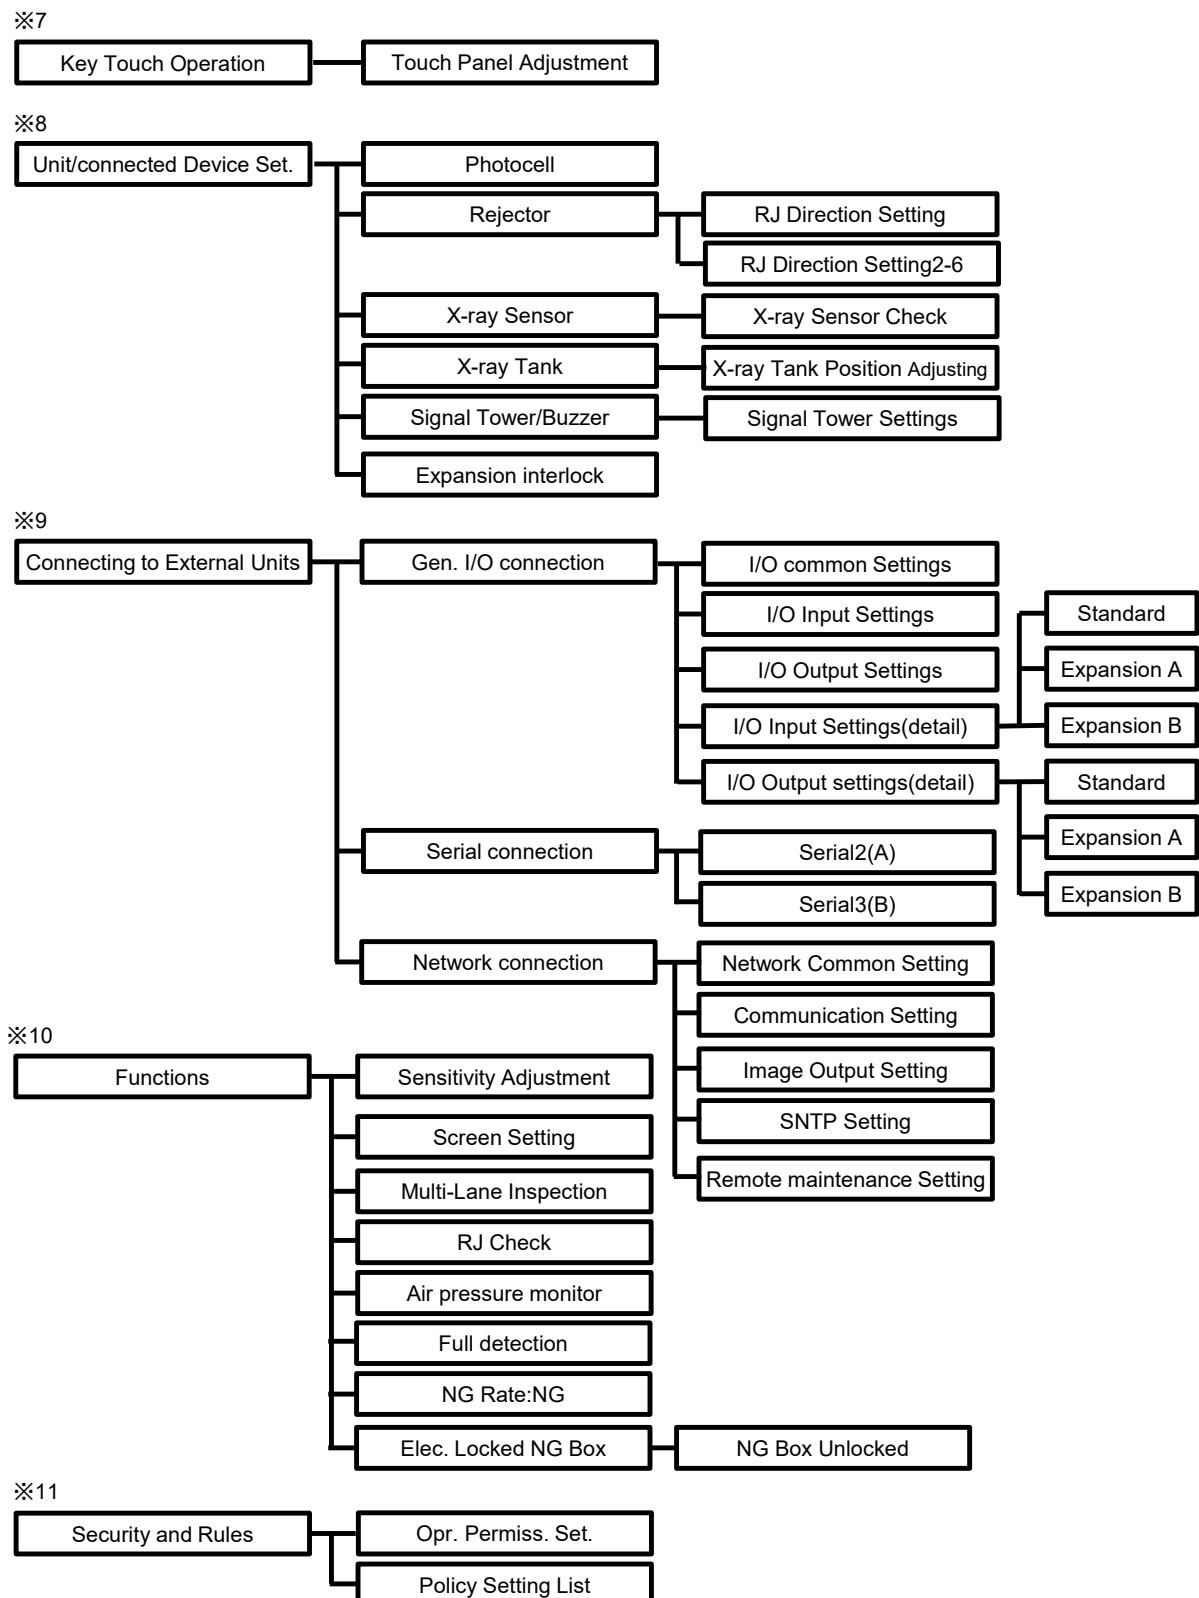 ※7
Key Touch Operation
Touch Panel Adjustment
※8
Unit/connected Device Set.
Photocell
Rejector
RJ Direction Setting
RJ Direction Setting2-6
X-ray Sensor
X-ray Sensor Check
X-ray Tank
X-ray Tank Position Adjusting
Signal Tower/Buzzer
Signal Tower Settings
Expansion interlock
※9
Connecting to External Units
Gen. I/O connection
I/O common Settings
I/O Input Settings
I/O Output Settings
I/O Input Settings(detail)
Standard
Expansion A
Expansion B
I/O Output settings(detail)
Standard
Expansion A
Expansion B
Serial connection
Serial2(A)
Serial3(B)
Network connection
Network Common Setting
Communication Setting
Image Output Setting
SNTP Setting
Remote maintenance Setting
※10
Functions
Sensitivity Adjustment
Screen Setting
Multi-Lane Inspection
RJ Check
Air pressure monitor
Full detection
NG Rate:NG
Elec. Locked NG Box
NG Box Unlocked
※11
Security and Rules
Opr. Permiss. Set.
Policy Setting List